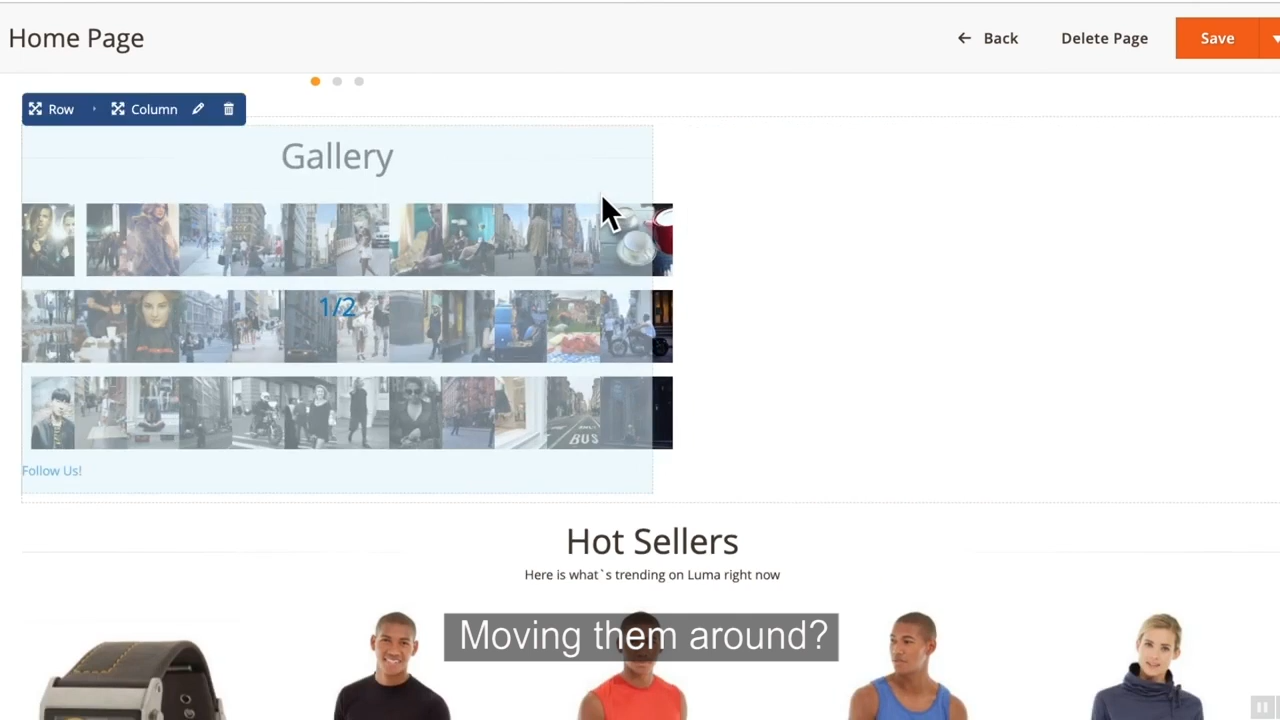 Home Page
Back
Delete Page
Save
Row
Column
Gallery
1/2
BUS
Follow Us!
Hot Sellers
Here is what`s trending on Luma right now
Moving them around?